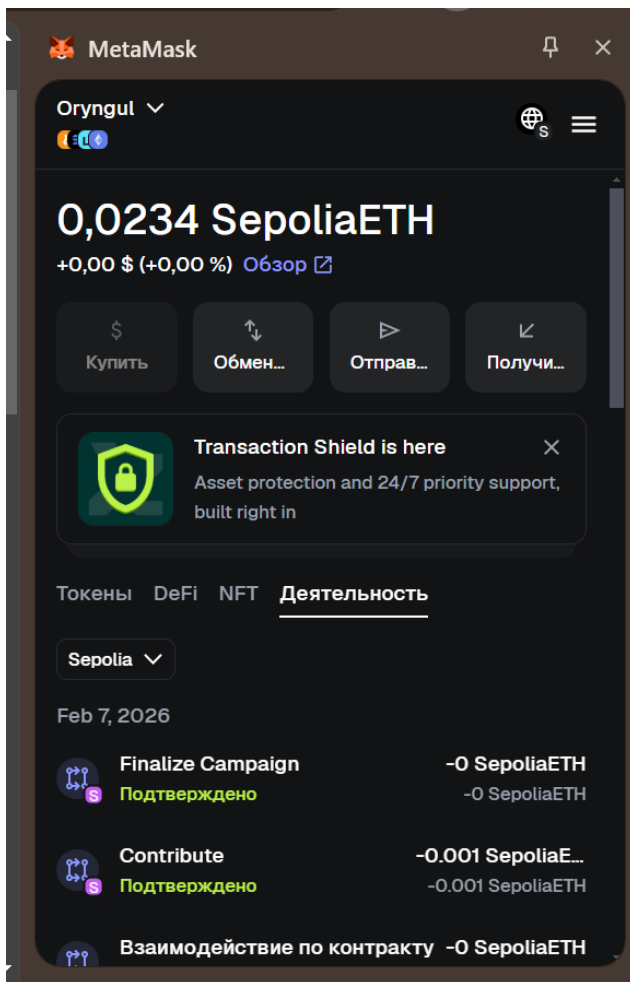 MetaMask
Oryngul
S
0,0234 SepoliaETH
+0,00 $ (+0,00 %) Обзор
$
Купить
Обмен...
Отправ...
Получи...
Transaction Shield is here
Asset protection and 24/7 priority support,
built right in
Токены DeFi NFT Деятельность
Sepolia
Feb 7, 2026
Finalize Campaign -0 SepoliaETH
S
Подтверждено -0 SepoliaETH
Contribute -0.001 SepoliaE...
S
Подтверждено -0.001 SepoliaETH
Взаимодействие по контракту -0 SepoliaETH